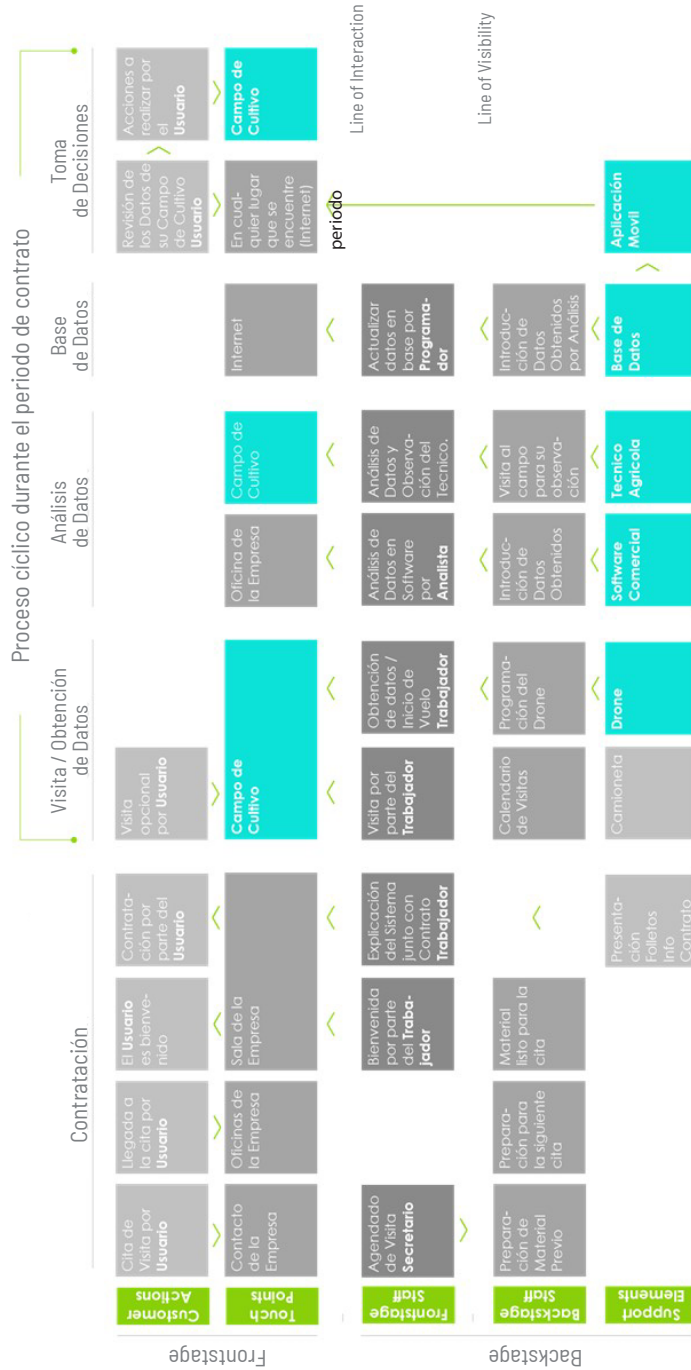 Proceso cíclico durante el periodo de contrato
Contratación
Visita / Obtención
de Datos
Análisis
de Datos
Base
de Datos
Toma
de Decisiones
Frontstage
Customer
Actions
Cita de
Visita por
Usuario
Llegada a
la cita por
Usuario
El Usuario
es bienve-
nido
Contrata-
ción por
parte del
Usuario
Visita
opcional
por Usuario
Revisión de
los Datos de
su Campo
de Cultivo
Usuario
Acciones a
realizar por
el
Usuario
Touch
Points
Contacto
de la
Empresa
Oficinas de
la Empresa
Sala de la
Empresa
Campo de
Cultivo
Oficina de
la Empresa
Campo de
Cultivo
Internet
En cual-
quier lugar
que se
encuentre
(Internet)
Campo de
Cultivo
periodo
Line of Interaction
Backstage
Frontstage
Staff
Agendado
de Visita
Secretario
Bienvenida
por parte
del Traba-
jador
Explicación
del Sistema
junto con
Contrato
Trabajador
Visita por
parte del
Trabajador
Obtención
de datos /
Inicio de
Vuelo
Trabajador
Análisis de
Datos en
Software
por
Analista
Análisis de
Datos y
Observa-
ción del
Tecnico.
Actualizar
datos en
base por
Programa-
dor
Line of Visibility
Backstage
Staff
Prepara-
ción de
Material
Previo
Prepara-
ción para
la siguiente
cita
Material
listo para la
cita
Calendario
de Visitas
Programa-
ción del
Drone
Introduc-
ción de
Datos
Obtenidos
Visita al
campo
para su
observa-
ción
Introduc-
ción de
Datos
Obtenidos
por Análisis
Support
Elements
Presenta-
ción
Folletos
Info
Contrato
Camioneta
Drone
Software
Comercial
Tecnico
Agricola
Base de
Datos
Aplicación
Movil